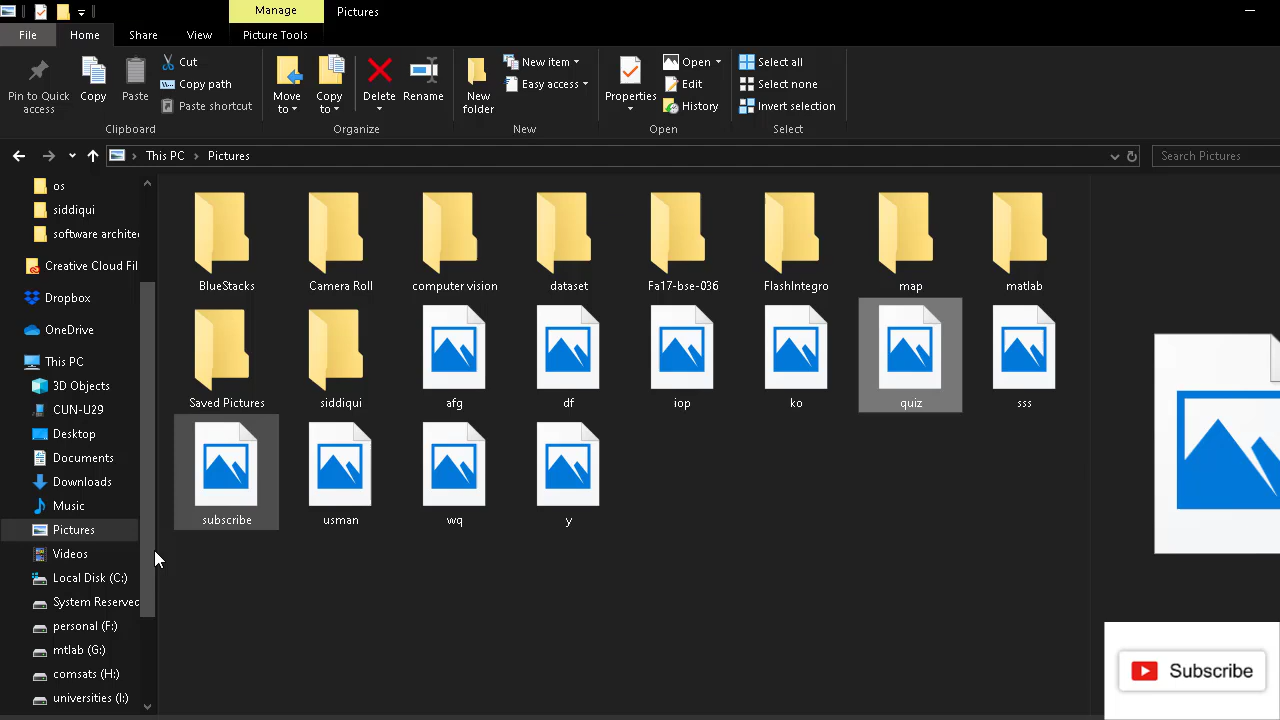 Manage
Pictures
File
Home
Share
View
Picture Tools
Pin to Quick
access
Copy
Paste
Cut
Copy path
Paste shortcut
Clipboard
Move
to
Copy
to
Delete
Rename
Organize
New
folder
New item
Easy access
New
Properties
Open
Edit
History
Open
Select all
Select none
Invert selection
Select
This PC
Pictures
Search Pictures
os
siddiqui
software archite
Creative Cloud Fil
Dropbox
OneDrive
This PC
3D Objects
CUN-U29
Desktop
Documents
Downloads
Music
Pictures
Videos
Local Disk (C:)
System Reserved
personal (F:)
mtlab (G:)
comsats (H:)
universities (I:)
BlueStacks
Camera Roll
computer vision
dataset
Fa17-bse-036
FlashIntegro
map
matlab
Saved Pictures
siddiqui
afg
df
iop
ko
quiz
sss
subscribe
usman
wq
y
Subscribe